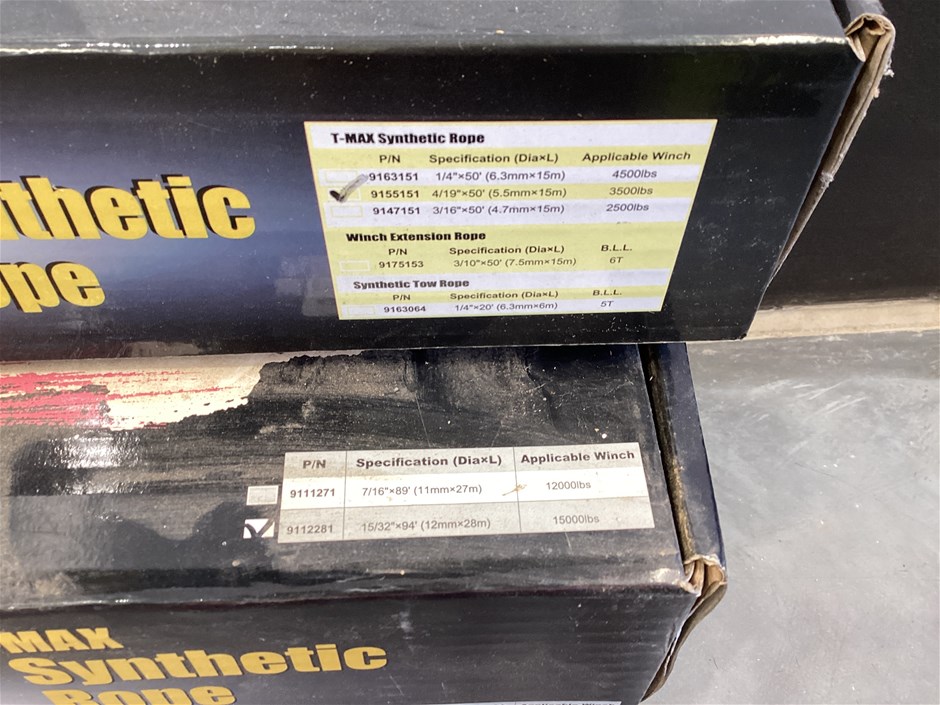 thetic
ope
T-MAX Synthetic Rope
P/N Specification (Dia×L) Applicable Winch
9163151 1/4"×50' (6.3mm×15m) 4500lbs
9155151 4/19"×50' (5.5mm×15m) 3500lbs
9147151 3/16"×50' (4.7mm×15m) 2500lbs
Winch Extension Rope
P/N Specification (Dia×L) B.L.L.
9175153 3/10"×50' (7.5mm×15m) 6T
Synthetic Tow Rope
P/N Specification (Dia×L) B.L.L.
9163064 1/4"×20' (6.3mm×6m) 5T
P/N Specification (Dia×L) Applicable Winch
9111271 7/16"×89' (11mm×27m) 12000lbs
9112281 15/32"×94' (12mm×28m) 15000lbs
MAX
Synthetic
Rope
Applicable Winch